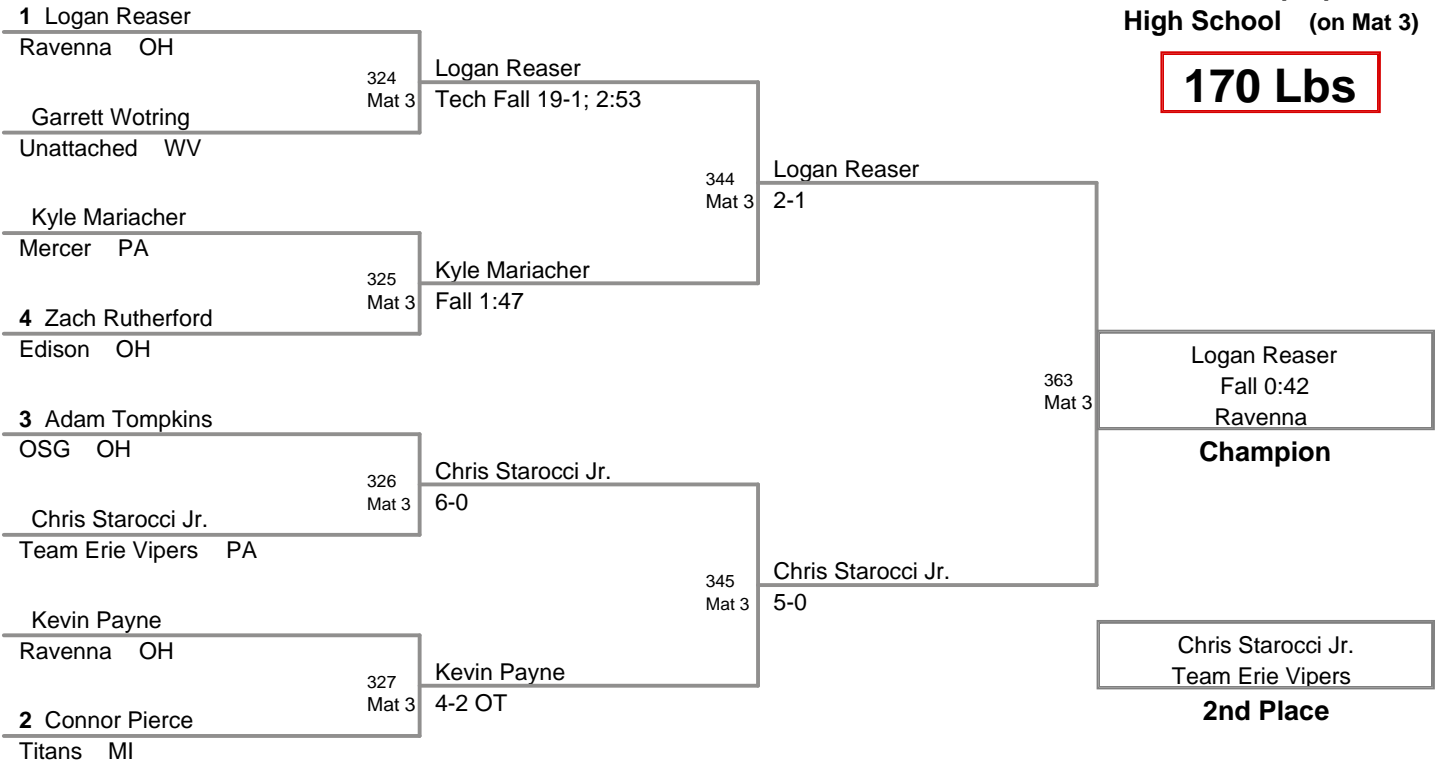 1 Logan Reaser
Ravenna OH
324
Mat 3
Logan Reaser
Tech Fall 19-1; 2:53
Garrett Wotring
Unattached WV
344
Mat 3
Logan Reaser
2-1
Kyle Mariacher
Mercer PA
325
Mat 3
Kyle Mariacher
Fall 1:47
4 Zach Rutherford
Edison OH
363
Mat 3
3 Adam Tompkins
OSG OH
326
Mat 3
Chris Starocci Jr.
6-0
Chris Starocci Jr.
Team Erie Vipers PA
345
Mat 3
Chris Starocci Jr.
5-0
Kevin Payne
Ravenna OH
327
Mat 3
Kevin Payne
4-2 OT
2 Connor Pierce
Titans MI
High School (on Mat 3)
170 Lbs
Logan Reaser
Fall 0:42
Ravenna
Champion
Chris Starocci Jr.
Team Erie Vipers
2nd Place